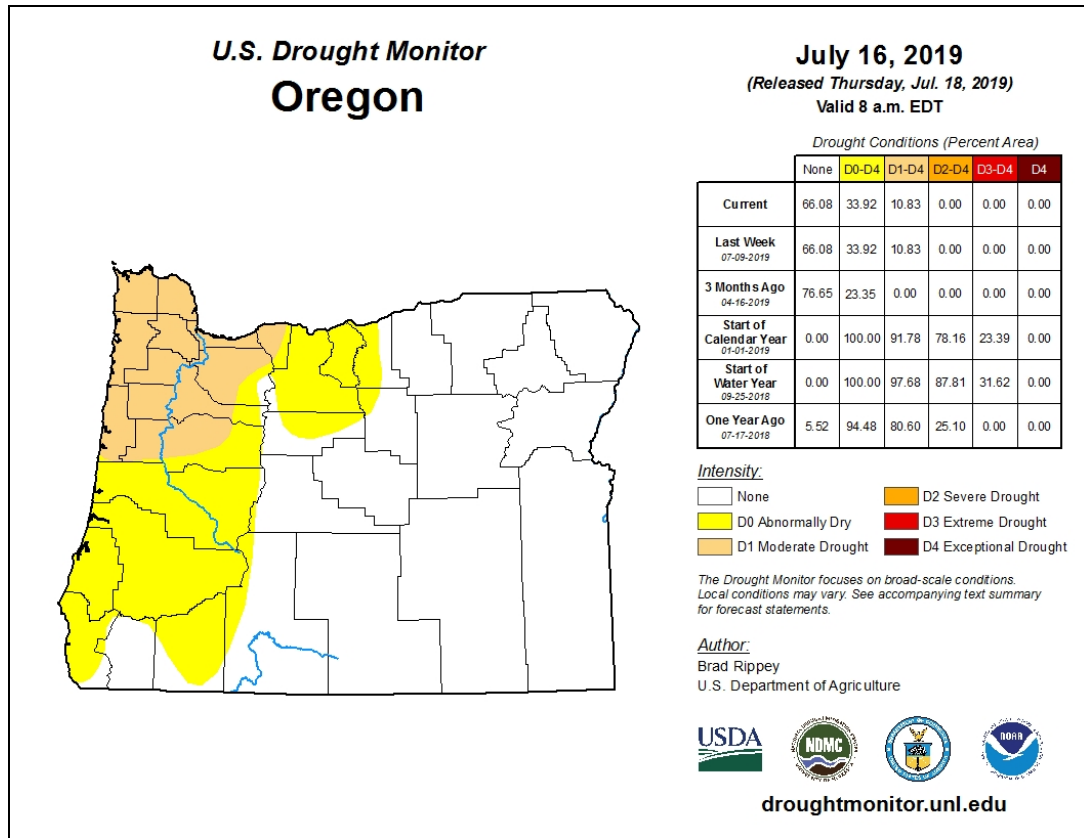 U.S. Drought Monitor
Oregon
July 16, 2019
(Released Thursday, Jul. 18, 2019)
Valid 8 a.m. EDT
Drought Conditions (Percent Area)
None D0-D4 D1-D4 D2-D4 D3-D4 D4
Current 66.08 33.92 10.83 0.00 0.00 0.00
Last Week
07-09-2019 66.08 33.92 10.83 0.00 0.00 0.00
3 Months Ago
04-16-2019 76.65 23.35 0.00 0.00 0.00 0.00
Start of
Calendar Year
01-01-2019 0.00 100.00 91.78 78.16 23.39 0.00
Start of
Water Year
09-25-2018 0.00 100.00 97.68 87.81 31.62 0.00
One Year Ago
07-17-2018 5.52 94.48 80.60 25.10 0.00 0.00
Intensity:
None
D0 Abnormally Dry
D1 Moderate Drought
D2 Severe Drought
D3 Extreme Drought
D4 Exceptional Drought
The Drought Monitor focuses on broad-scale conditions.
Local conditions may vary. See accompanying text summary
for forecast statements.
Author:
Brad Rippey
U.S. Department of Agriculture
USDA
NDMC
NOAA
droughtmonitor.unl.edu